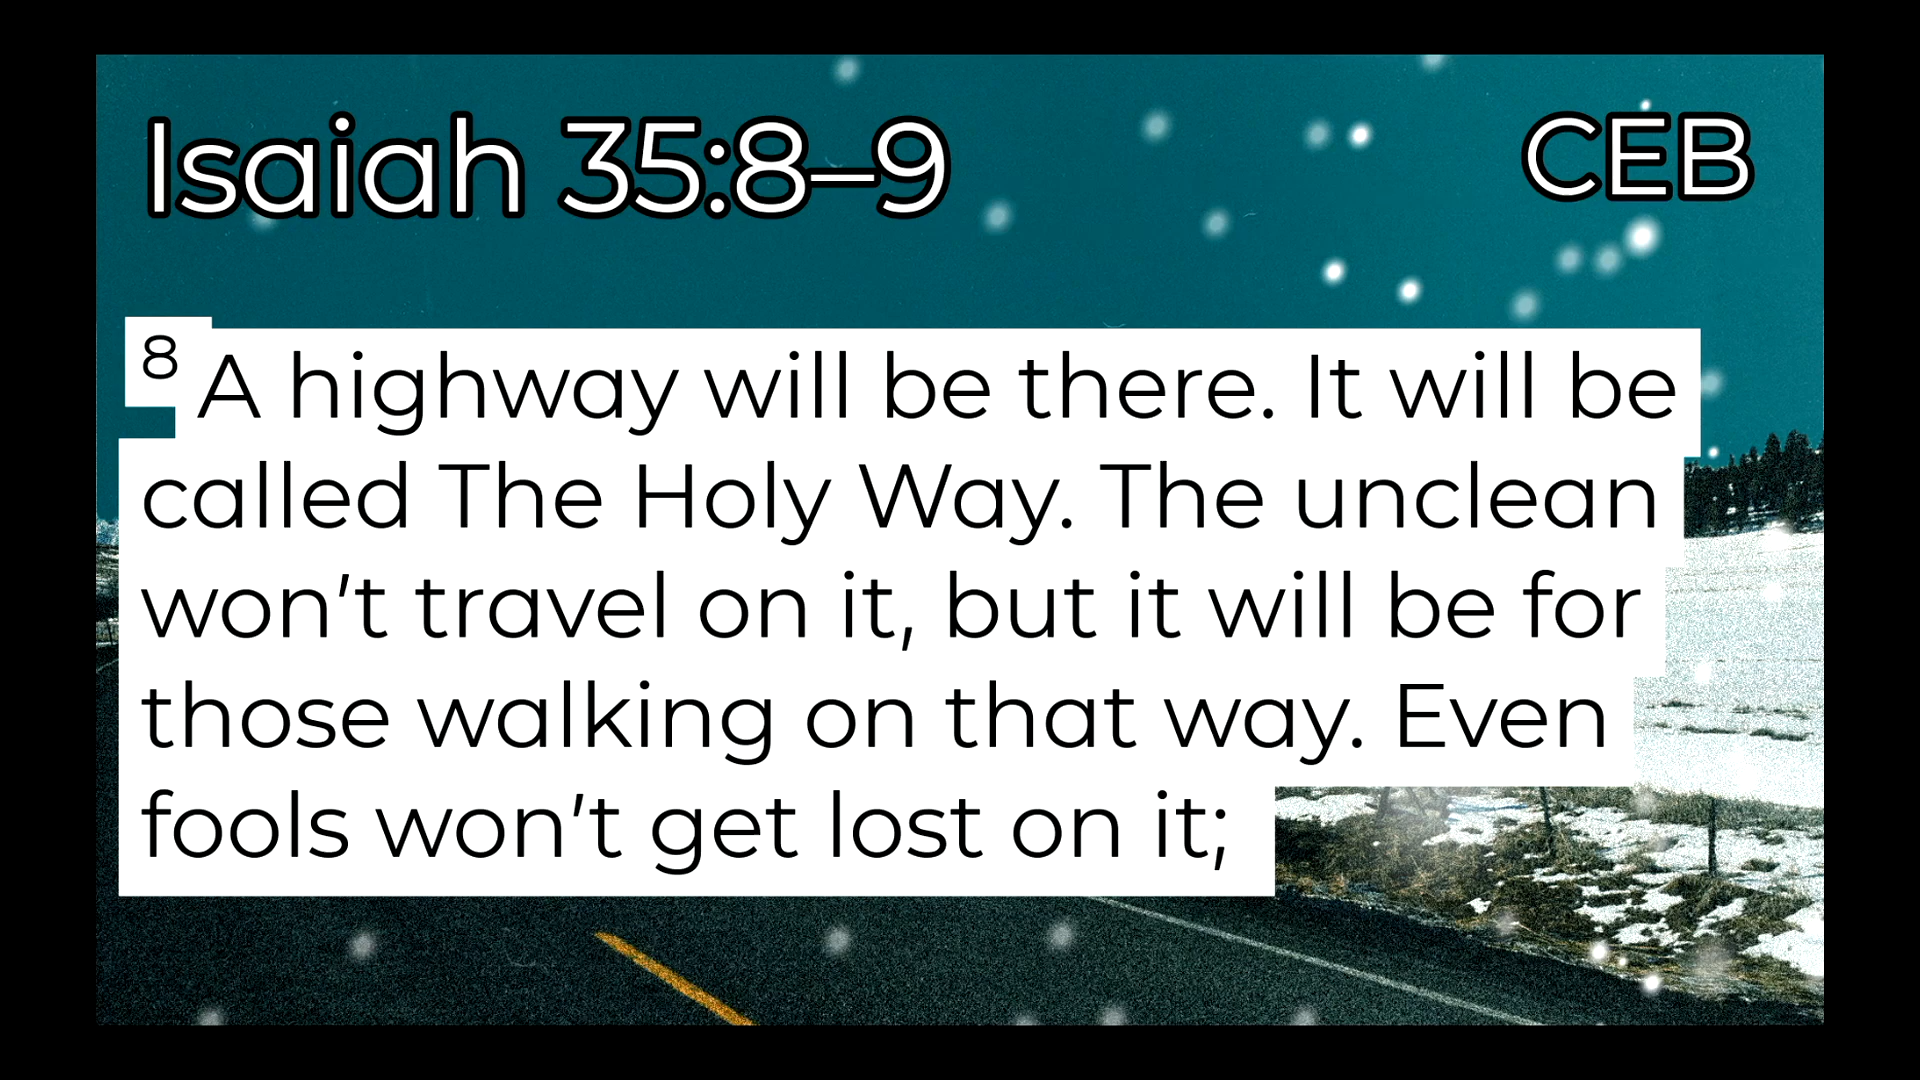 Isaiah 35:8–9
CEB
8 A highway will be there. It will be
called The Holy Way. The unclean
won’t travel on it, but it will be for
those walking on that way. Even
fools won’t get lost on it;